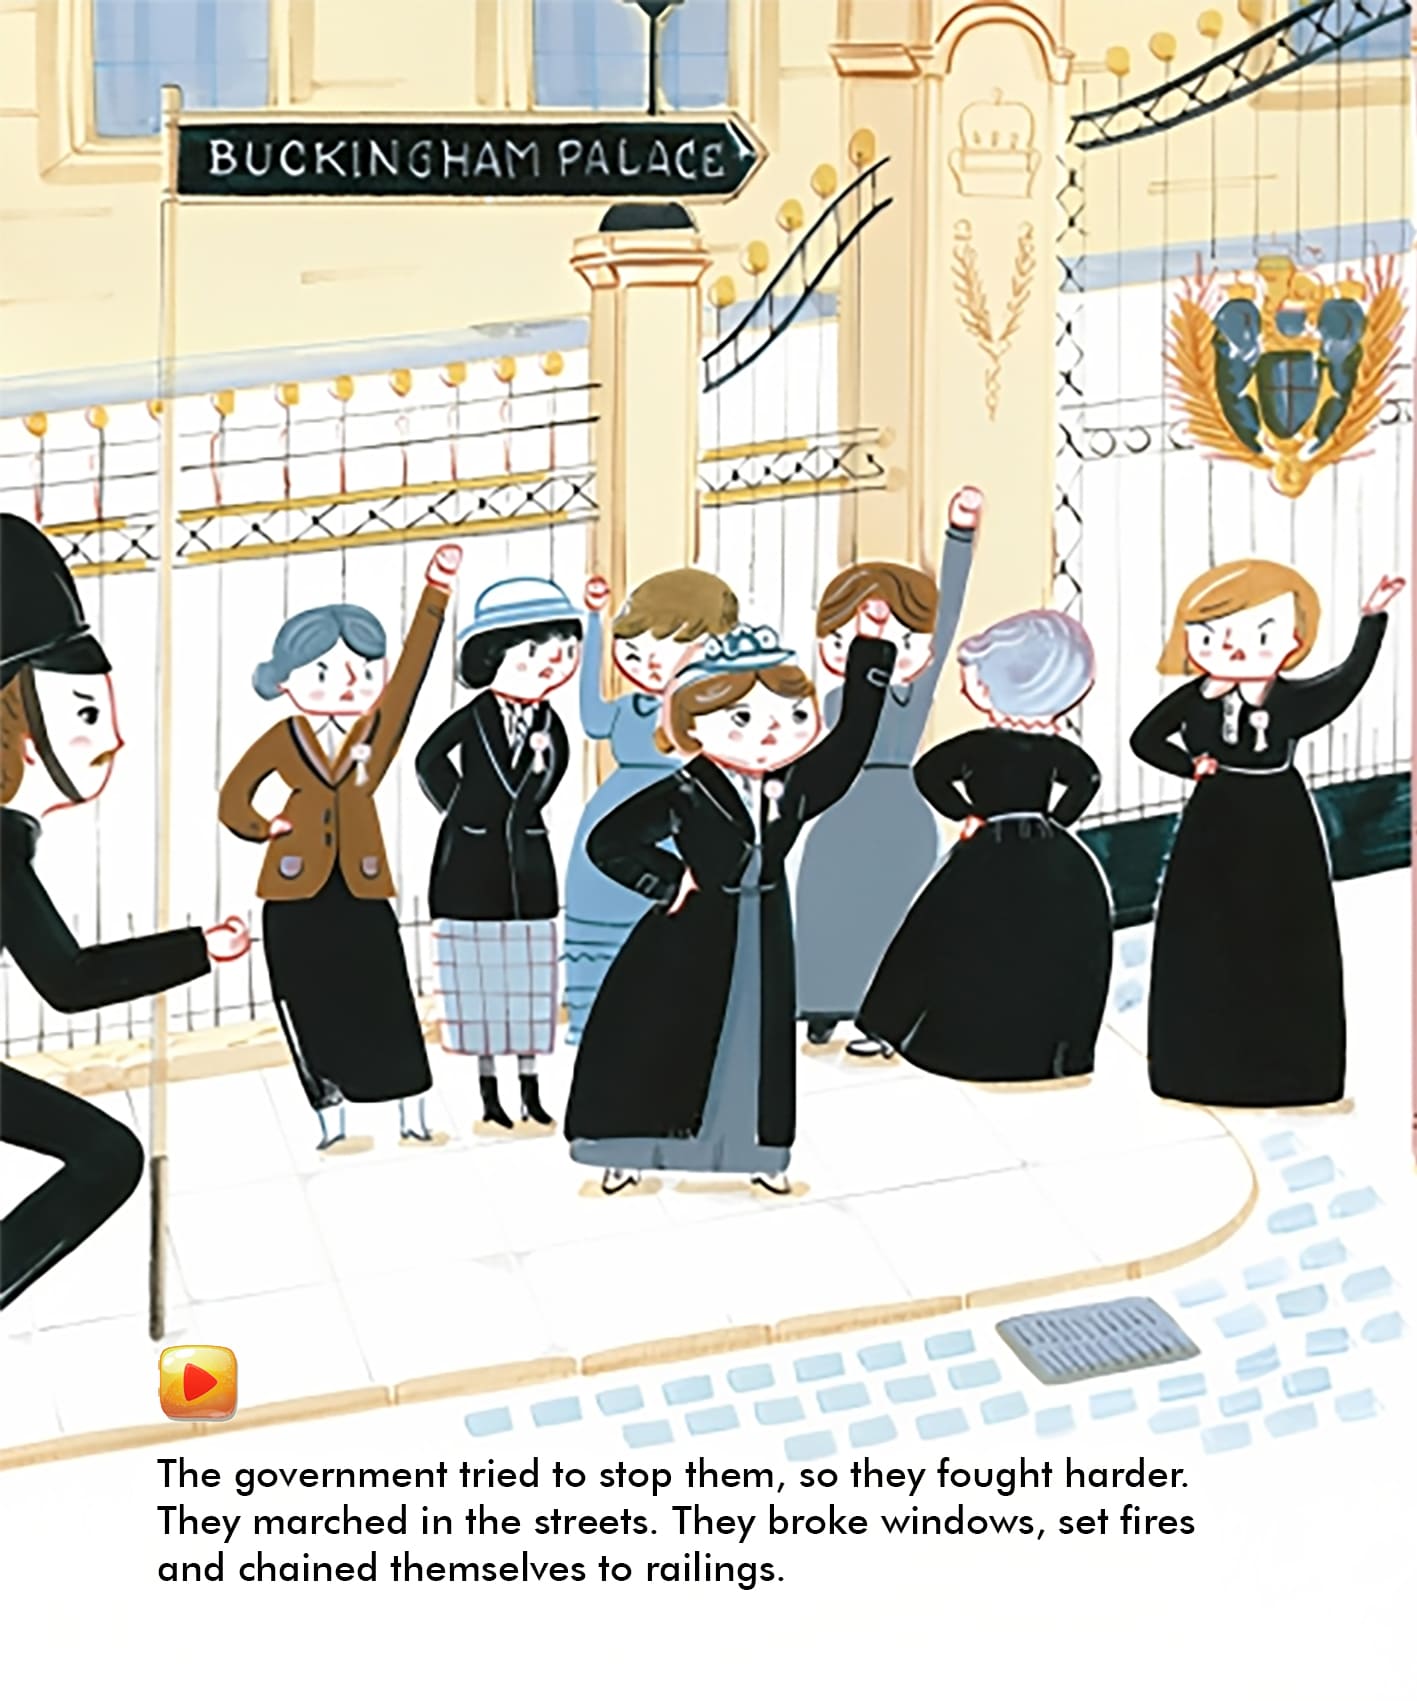 BUCKINGHAM PALACE
The government tried to stop them, so they fought harder.
They marched in the streets. They broke windows, set fires
and chained themselves to railings.